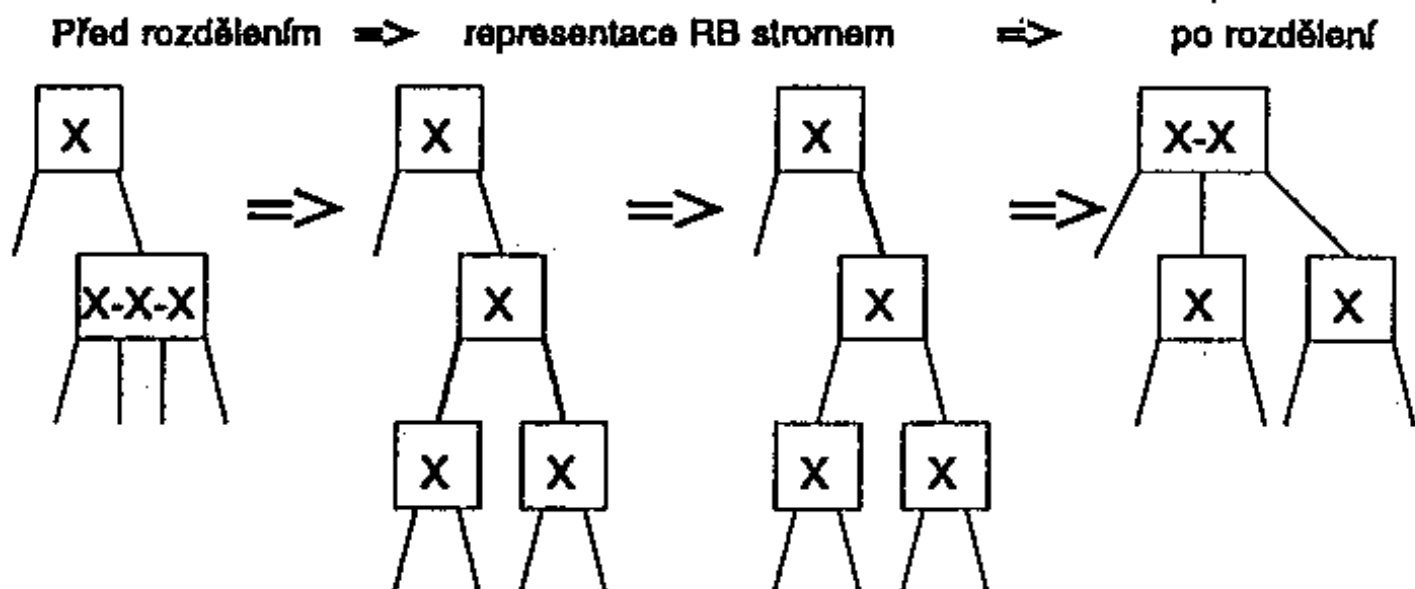 Před rozdělením => representace RB stromem => po rozdělení
X X X X-X
=> => =>
X-X-X X X X X
X X X X